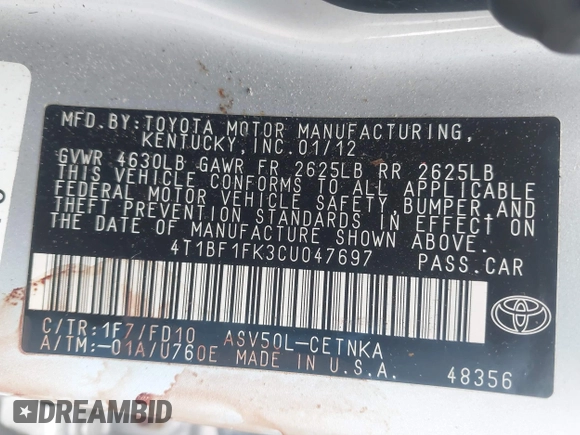 MFD.BY:TOYOTA MOTOR MANUFACTURING,
KENTUCKY, INC. 01/12
GVWR 4630LB GAWR FR 2625LB RR 2625LB
THIS VEHICLE CONFORMS TO ALL APPLICABLE
FEDERAL MOTOR VEHICLE SAFETY, BUMPER, AND
THEFT PREVENTION STANDARDS IN EFFECT ON
THE DATE OF MANUFACTURE SHOWN ABOVE.
4T1BF1FK3CU047697 PASS.CAR
C/TR:1F7/FD10 ASV50L-CETNKA
A/TM:-01A/U760E MADE IN U.S.A.
48356
DREAMBID